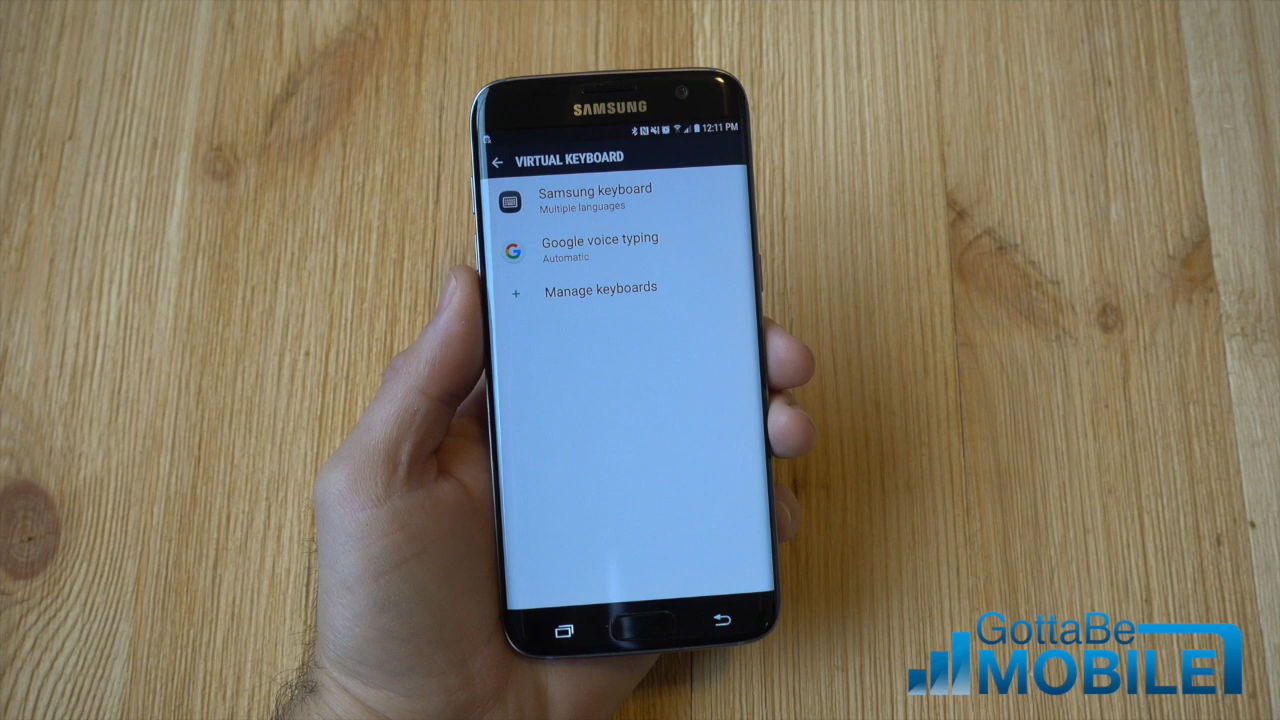 SAMSUNG
12:11 PM
VIRTUAL KEYBOARD
Samsung keyboard
Multiple languages
Google voice typing
Automatic
Manage keyboards
GottaBe
MOBILE